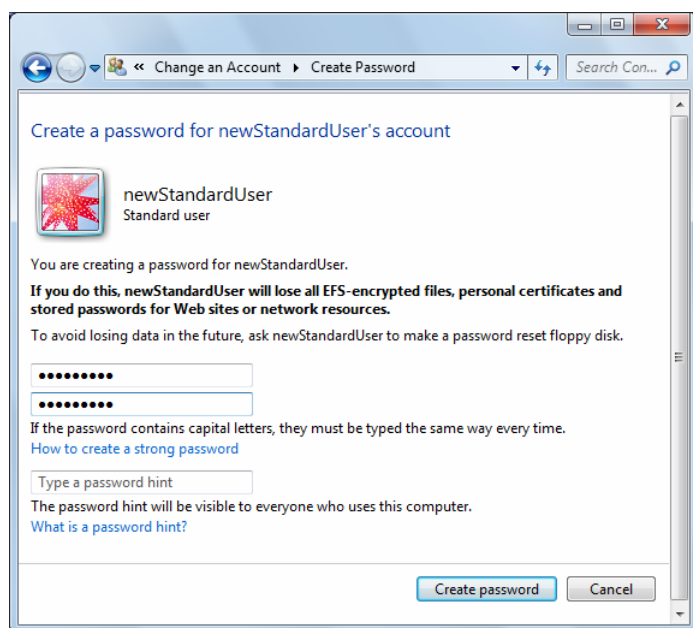 « Change an Account ▸ Create Password Search Con...
Create a password for newStandardUser's account
newStandardUser
Standard user
You are creating a password for newStandardUser.
If you do this, newStandardUser will lose all EFS-encrypted files, personal certificates and
stored passwords for Web sites or network resources.
To avoid losing data in the future, ask newStandardUser to make a password reset floppy disk.
●●●●●●●●●
●●●●●●●●●
If the password contains capital letters, they must be typed the same way every time.
How to create a strong password
Type a password hint
The password hint will be visible to everyone who uses this computer.
What is a password hint?
Create password Cancel